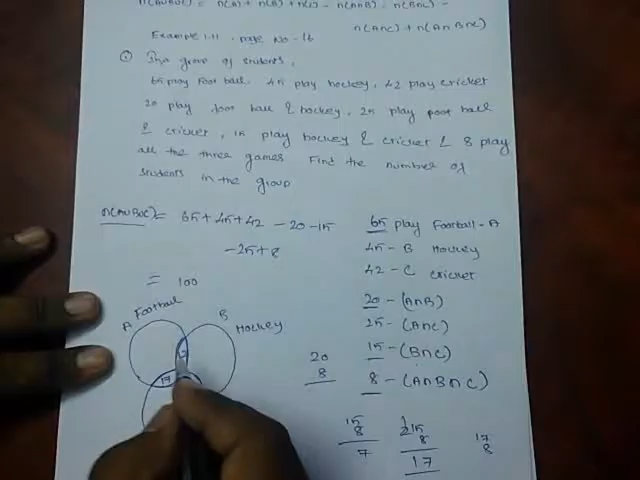 n(AUBUC) = n(A) + n(B) + n(C) - n(A∩B) - n(B∩C) -
n(A∩C) + n(A∩B∩C)
Example 1.11 page No - 16
① In a group of students,
65 play Foot ball, 45 play hockey, 42 play cricket
20 play foot ball & hockey, 25 play foot ball
& cricket, 15 play hockey & cricket & 8 play
all the three games Find the number of
students in the group
n(AUBUC) = 65 + 45 + 42 - 20 - 15
- 25 + 8
= 100
65 play Football - A
45 - B Hockey
42 - C cricket
20 - (A∩B)
25 - (A∩C)
15 - (B∩C)
8 - (A∩B∩C)
A Football
B
Hockey
17
20
8
15
8
7
25
8
17
17
8